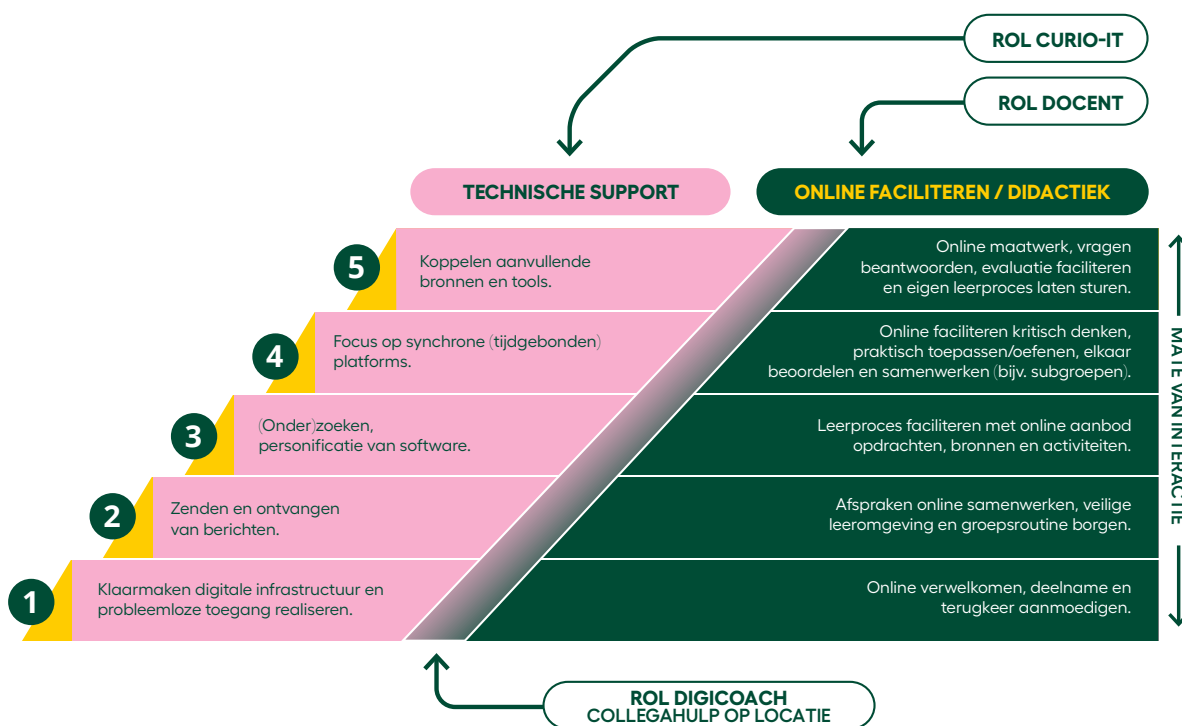 ROL CURIO-IT
ROL DOCENT
TECHNISCHE SUPPORT
ONLINE FACILITEREN / DIDACTIEK
5
Koppelen aanvullende
bronnen en tools.
Online maatwerk, vragen
beantwoorden, evaluatie faciliteren
en eigen leerproces laten sturen.
4
Focus op synchrone (tijdgebonden)
platforms.
Online faciliteren kritisch denken,
praktisch toepassen/oefenen, elkaar
beoordelen en samenwerken (bijv. subgroepen).
3
(Onder)zoeken,
personificatie van software.
Leerproces faciliteren met online aanbod
opdrachten, bronnen en activiteiten.
2
Zenden en ontvangen
van berichten.
Afspraken online samenwerken, veilige
leeromgeving en groepsroutine borgen.
1
Klaarmaken digitale infrastructuur en
probleemloze toegang realiseren.
Online verwelkomen, deelname en
terugkeer aanmoedigen.
MATE VAN INTERACTIE
ROL DIGICOACH
COLLEGAHULP OP LOCATIE